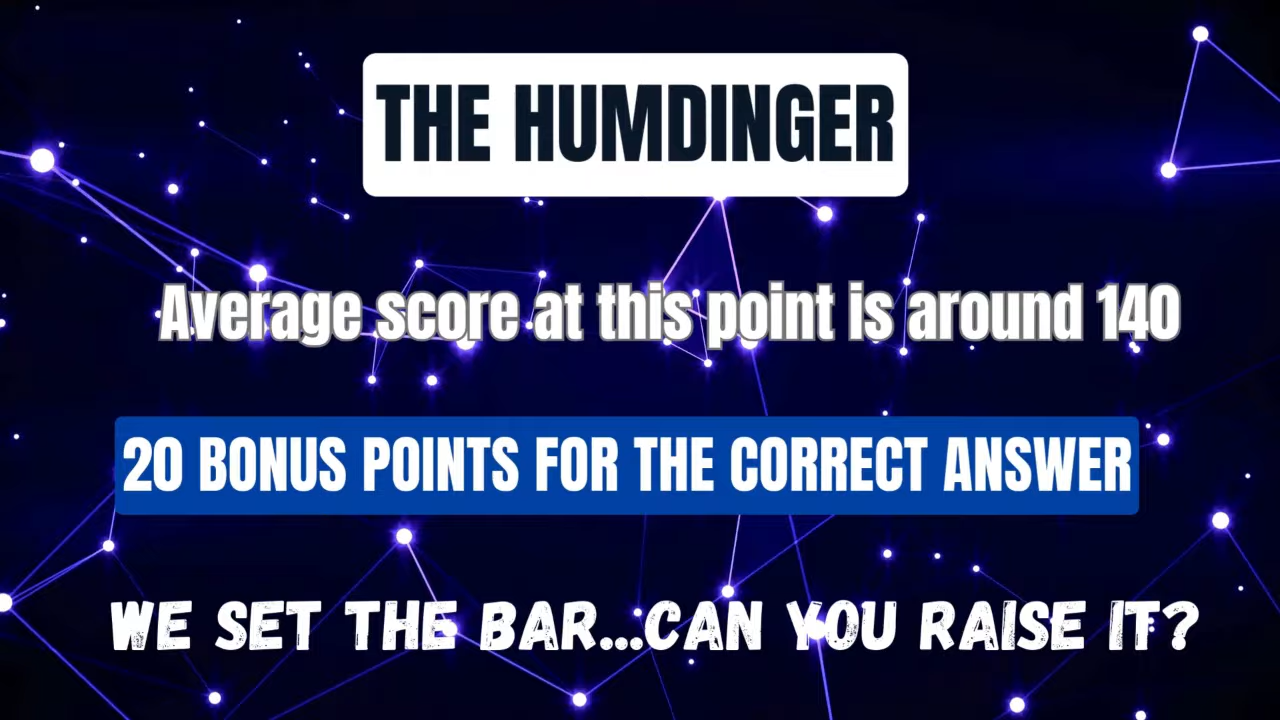 THE HUMDINGER
Average score at this point is around 140
20 BONUS POINTS FOR THE CORRECT ANSWER
WE SET THE BAR...CAN YOU RAISE IT?